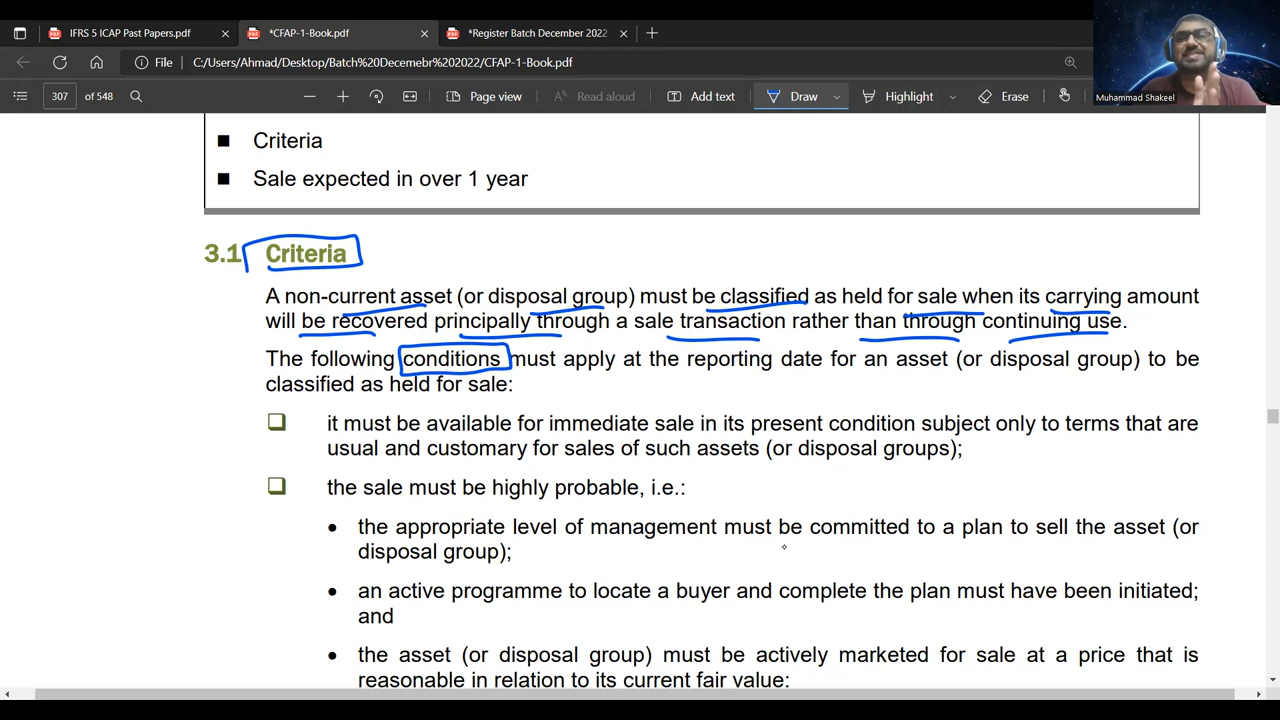 IFRS 5 ICAP Past Papers.pdf
*CFAP-1-Book.pdf
*Register Batch December 2022
File
C:/Users/Ahmad/Desktop/Batch%20Decemebr%202022/CFAP-1-Book.pdf
307 of 548
Page view
Read aloud
Add text
Draw
Highlight
Erase
Muhammad Shakeel
■ Criteria
■ Sale expected in over 1 year
3.1 Criteria
A non-current asset (or disposal group) must be classified as held for sale when its carrying amount
will be recovered principally through a sale transaction rather than through continuing use.
The following conditions must apply at the reporting date for an asset (or disposal group) to be
classified as held for sale:
❑ it must be available for immediate sale in its present condition subject only to terms that are
usual and customary for sales of such assets (or disposal groups);
❑ the sale must be highly probable, i.e.:
• the appropriate level of management must be committed to a plan to sell the asset (or
disposal group);
• an active programme to locate a buyer and complete the plan must have been initiated;
and
• the asset (or disposal group) must be actively marketed for sale at a price that is
reasonable in relation to its current fair value: